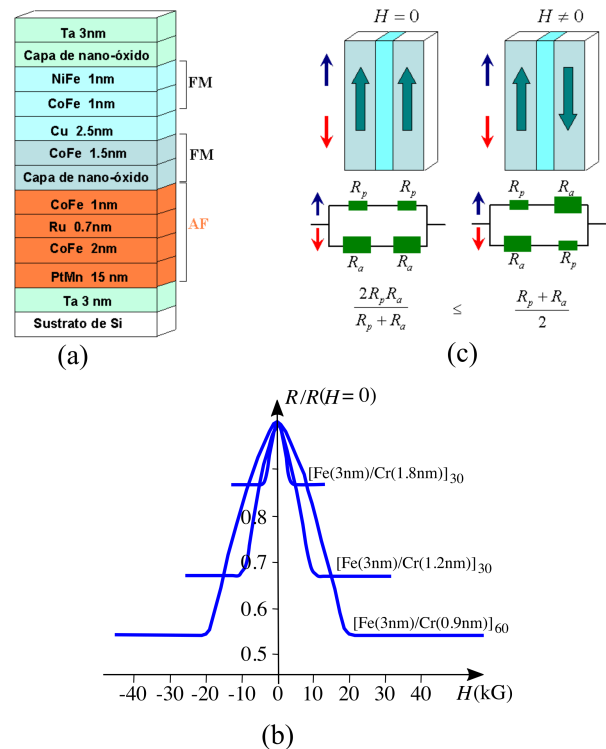 Ta 3nm
Capa de nano-óxido
NiFe 1nm
CoFe 1nm
FM
Cu 2.5nm
CoFe 1.5nm
Capa de nano-óxido
FM
CoFe 1nm
Ru 0.7nm
CoFe 2nm
PtMn 15 nm
AF
Ta 3 nm
Sustrato de Si
(a)
H = 0
H ≠ 0
R_p R_p
R_a R_a
R_p R_a
R_a R_p
2R_pR_a / R_p + R_a ≤ R_p + R_a / 2
(c)
R/R(H= 0)
[Fe(3nm)/Cr(1.8nm)]30
[Fe(3nm)/Cr(1.2nm)]30
[Fe(3nm)/Cr(0.9nm)]60
0.8
0.7
0.6
0.5
-40 -30 -20 -10 0 10 20 30 40 H(kG)
(b)